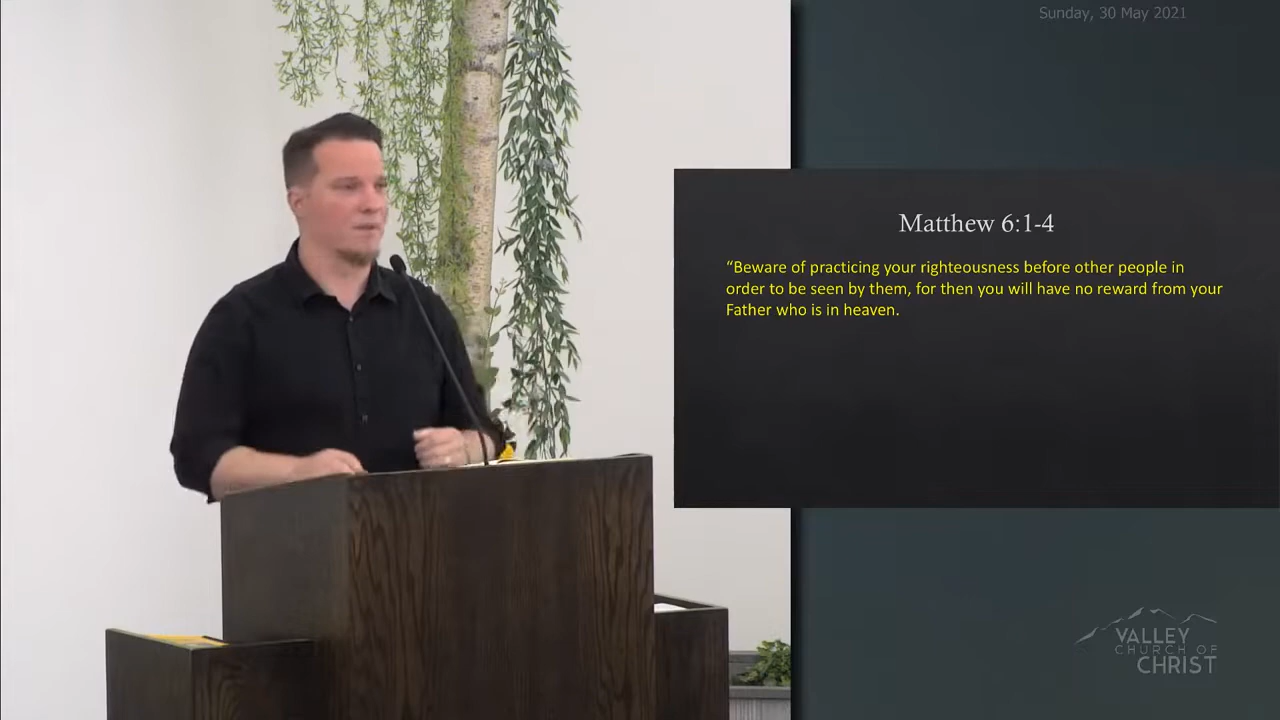 Sunday, 30 May 2021
Matthew 6:1-4
“Beware of practicing your righteousness before other people in
order to be seen by them, for then you will have no reward from your
Father who is in heaven.
VALLEY
CHURCH OF
CHRIST